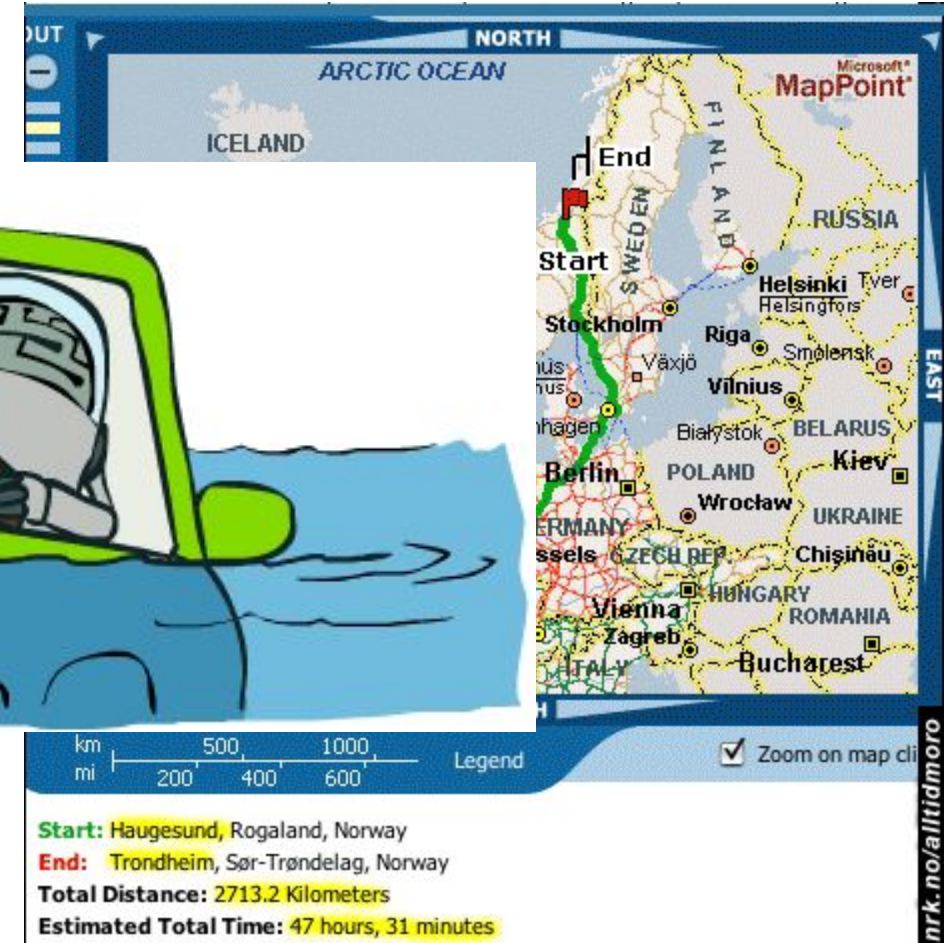 OUT
NORTH
ARCTIC OCEAN
Microsoft®
MapPoint®
ICELAND
End
FINLAND
SWEDEN
RUSSIA
Start
Helsinki
Helsingfors
Tver
Stockholm
Riga
Smolensk
EAST
Växjö
Vilnius
nhagen
Białystok
BELARUS
Berlin
POLAND
Kiev
Wrocław
ERMANY
UKRAINE
ssels
CZECH REP.
Chişinău
HUNGARY
Vienna
ROMANIA
Zagreb
ITALY
Bucharest
H
km 500 1000
mi 200 400 600
Legend
Zoom on map cli
Start: Haugesund, Rogaland, Norway
End: Trondheim, Sør-Trøndelag, Norway
Total Distance: 2713.2 Kilometers
Estimated Total Time: 47 hours, 31 minutes
nrk.no/alltidmoro